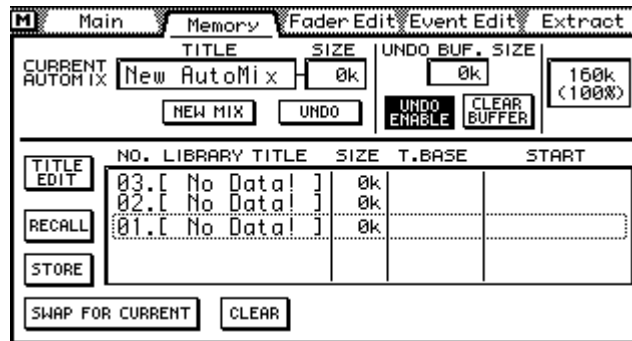 M Main Memory Fader Edit Event Edit Extract
TITLE SIZE UNDO BUF. SIZE
CURRENT AUTOMIX New AutoMix 0k 0k 160k (100%)
NEW MIX UNDO UNDO ENABLE CLEAR BUFFER
NO. LIBRARY TITLE SIZE T.BASE START
TITLE EDIT
03.[ No Data! ] 0k
02.[ No Data! ] 0k
RECALL 01.[ No Data! ] 0k
STORE
SWAP FOR CURRENT CLEAR